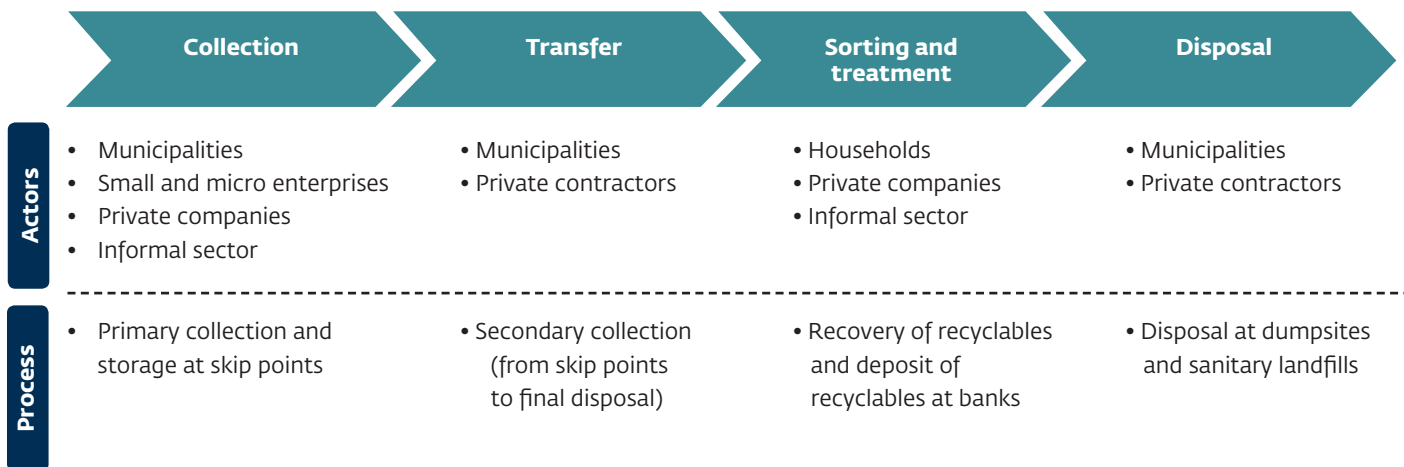 Collection
Transfer
Sorting and
treatment
Disposal
Actors
• Municipalities
• Small and micro enterprises
• Private companies
• Informal sector
• Municipalities
• Private contractors
• Households
• Private companies
• Informal sector
• Municipalities
• Private contractors
Process
• Primary collection and
storage at skip points
• Secondary collection
(from skip points
to final disposal)
• Recovery of recyclables
and deposit of
recyclables at banks
• Disposal at dumpsites
and sanitary landfills